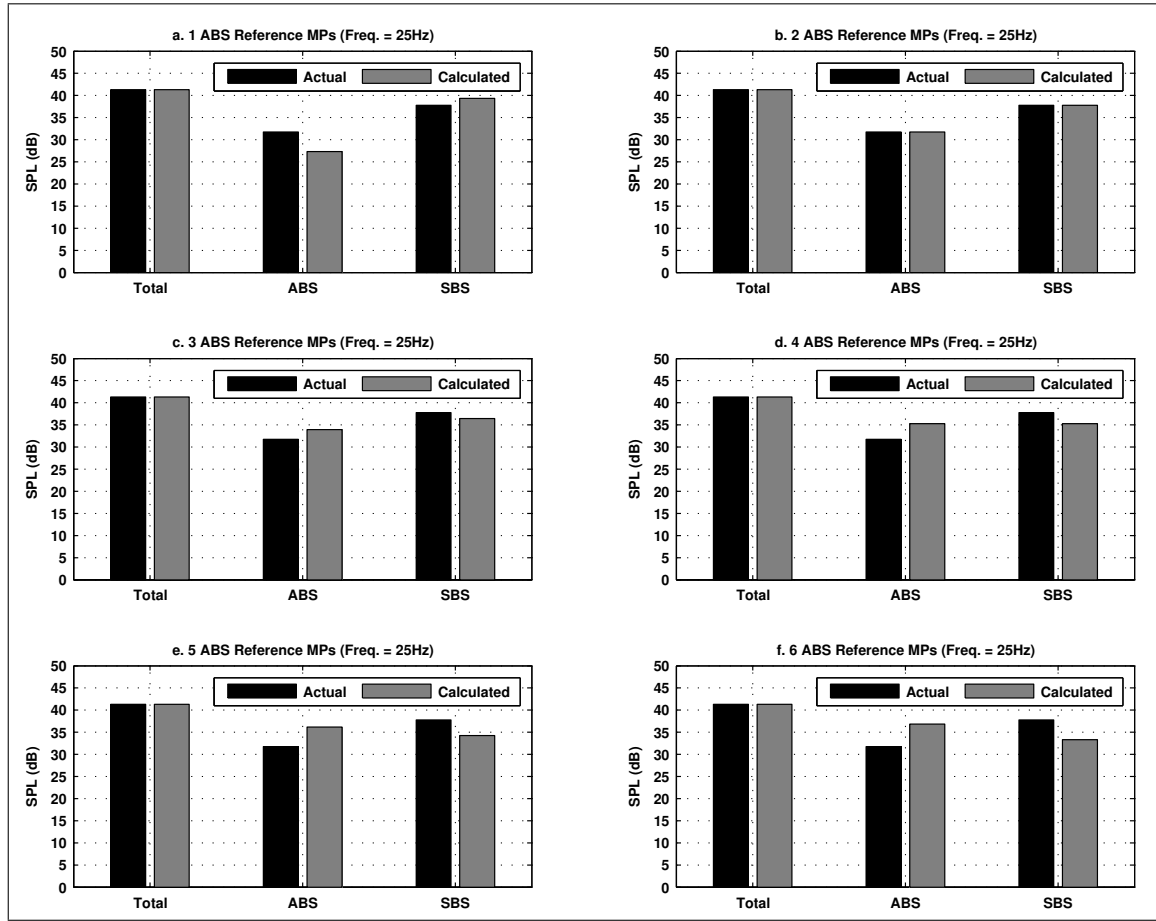 a. 1 ABS Reference MPs (Freq. = 25Hz)
50
45
40
35
30
25
20
15
10
5
0
SPL (dB)
Actual
Calculated
Total
ABS
SBS
b. 2 ABS Reference MPs (Freq. = 25Hz)
50
45
40
35
30
25
20
15
10
5
0
SPL (dB)
Actual
Calculated
Total
ABS
SBS
c. 3 ABS Reference MPs (Freq. = 25Hz)
50
45
40
35
30
25
20
15
10
5
0
SPL (dB)
Actual
Calculated
Total
ABS
SBS
d. 4 ABS Reference MPs (Freq. = 25Hz)
50
45
40
35
30
25
20
15
10
5
0
SPL (dB)
Actual
Calculated
Total
ABS
SBS
e. 5 ABS Reference MPs (Freq. = 25Hz)
50
45
40
35
30
25
20
15
10
5
0
SPL (dB)
Actual
Calculated
Total
ABS
SBS
f. 6 ABS Reference MPs (Freq. = 25Hz)
50
45
40
35
30
25
20
15
10
5
0
SPL (dB)
Actual
Calculated
Total
ABS
SBS